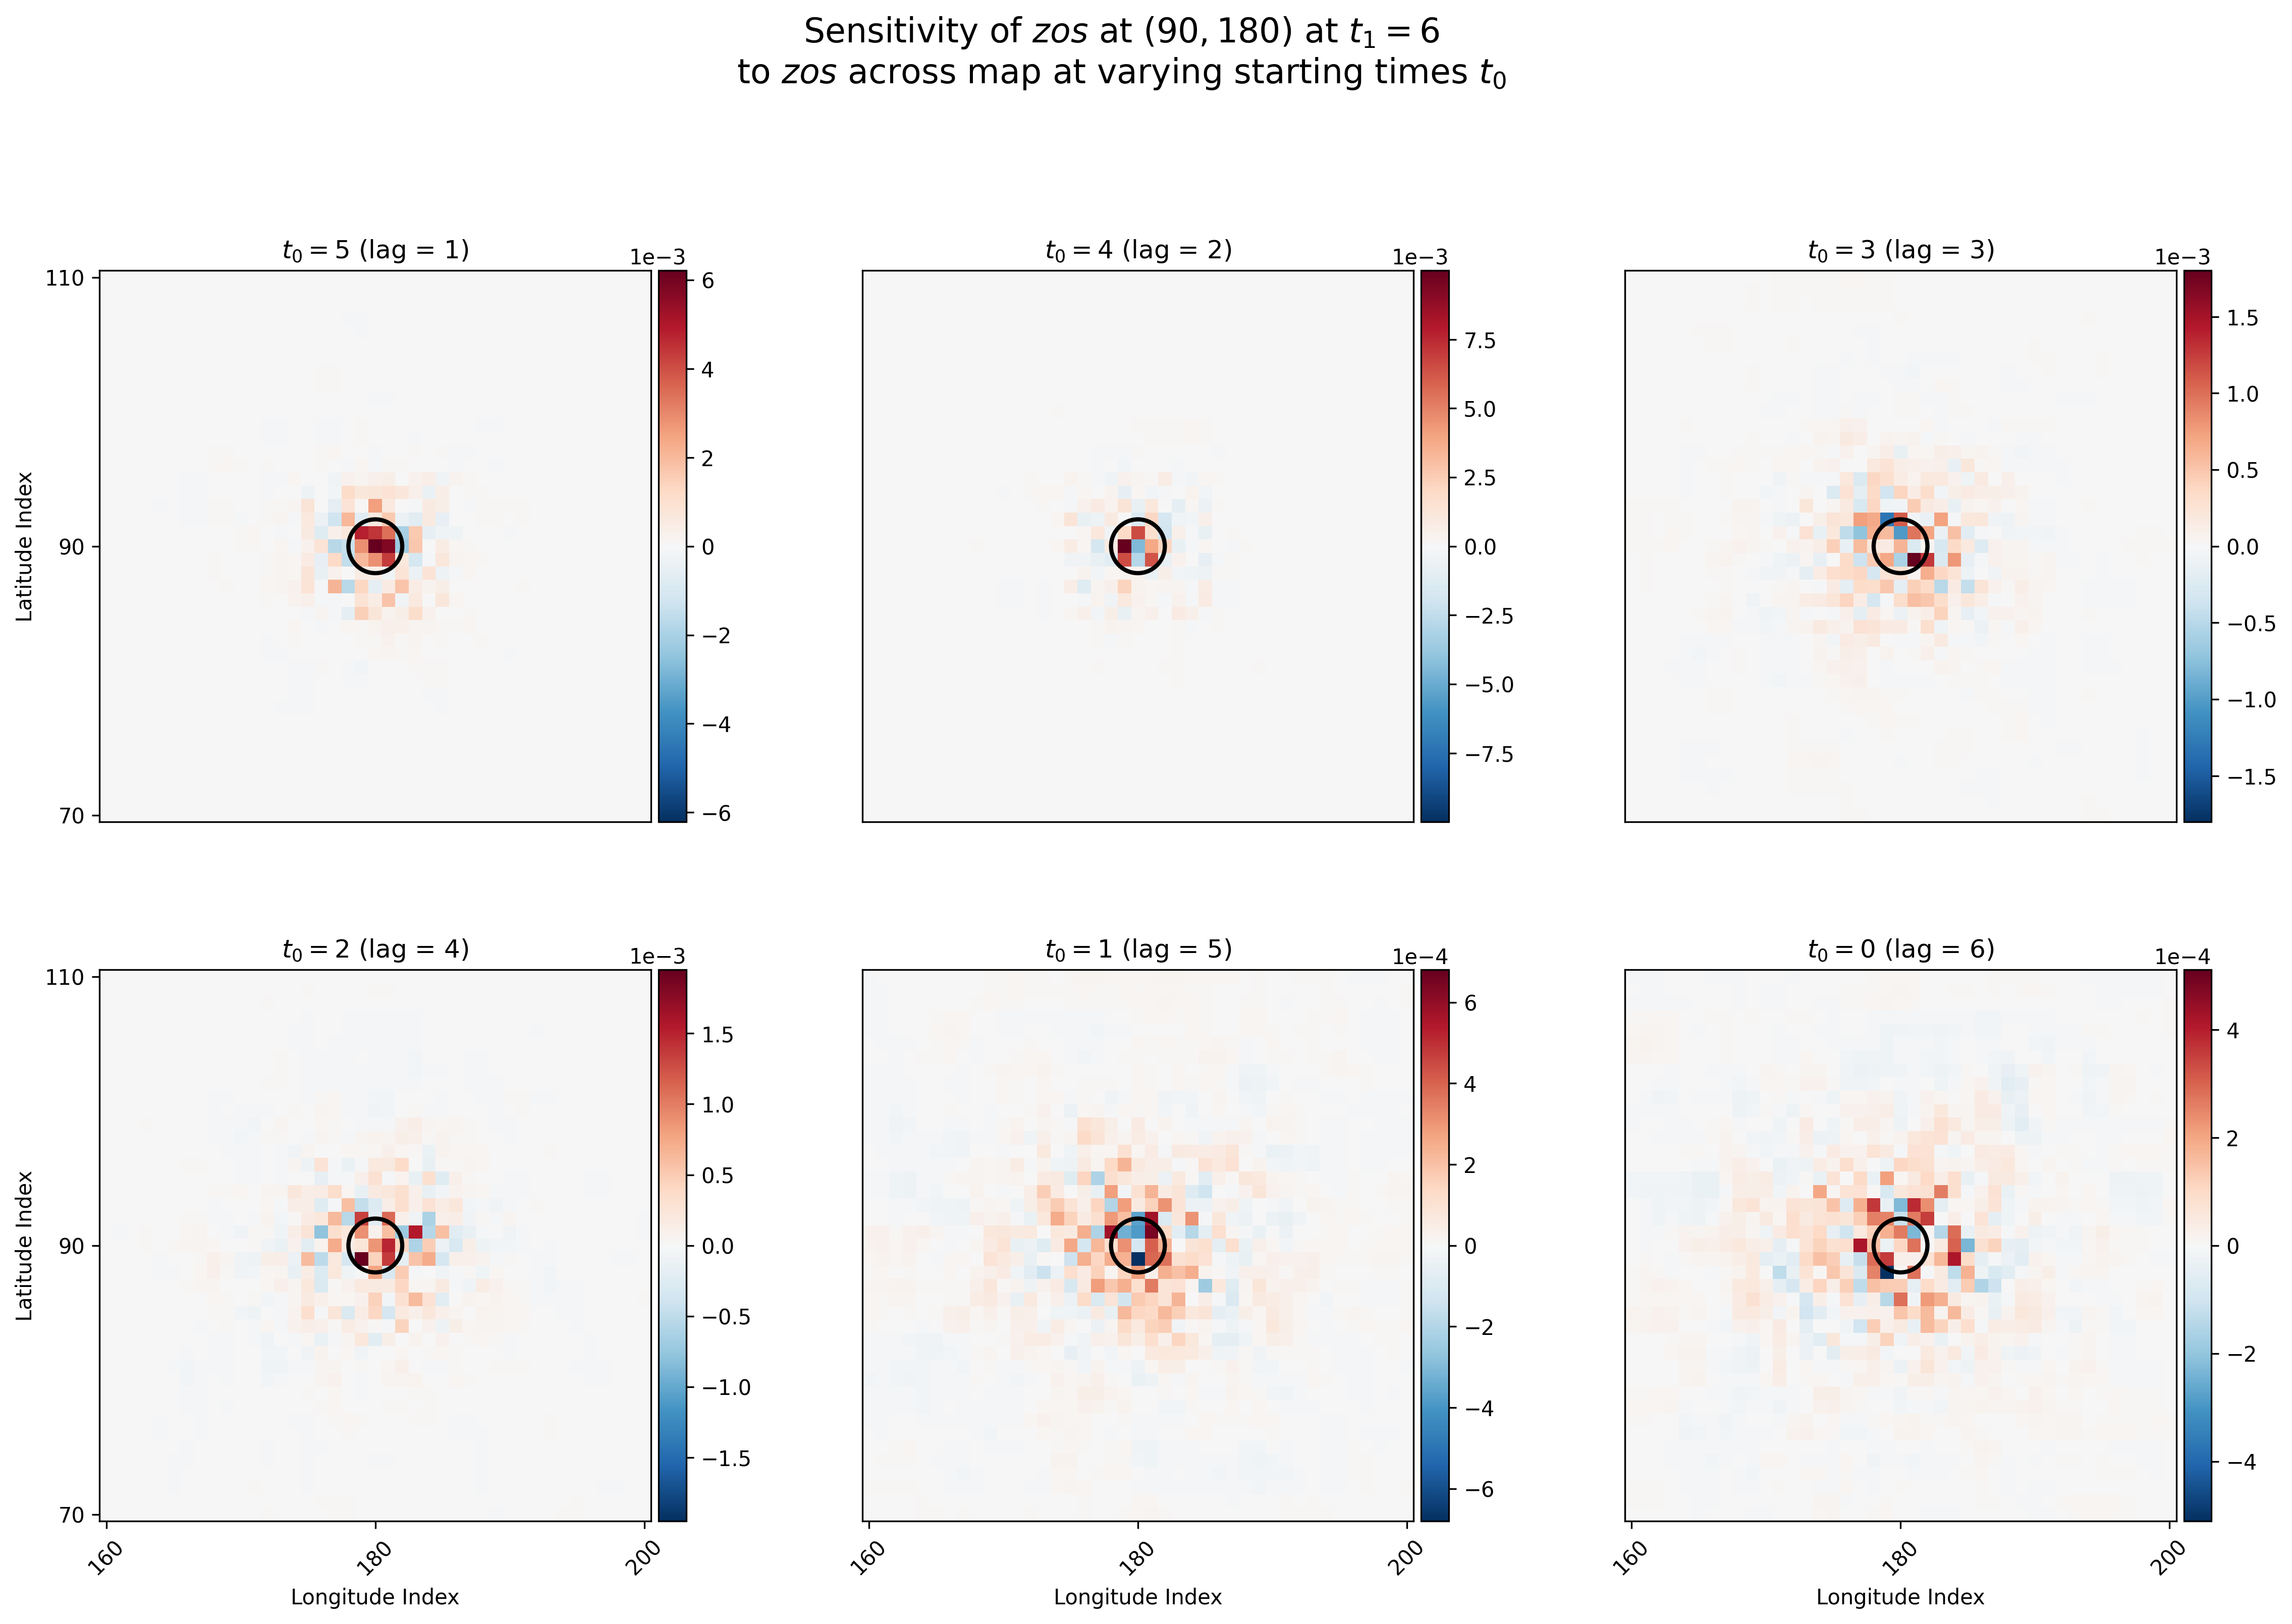 Sensitivity of zos at (90, 180) at t₁ = 6
to zos across map at varying starting times t₀
t₀ = 5 (lag = 1)
1e−3
t₀ = 4 (lag = 2)
1e−3
t₀ = 3 (lag = 3)
1e−3
Latitude Index
110
90
70
6
4
2
0
−2
−4
−6
7.5
5.0
2.5
0.0
−2.5
−5.0
−7.5
1.5
1.0
0.5
0.0
−0.5
−1.0
−1.5
t₀ = 2 (lag = 4)
1e−3
t₀ = 1 (lag = 5)
1e−4
t₀ = 0 (lag = 6)
1e−4
Latitude Index
110
90
70
1.5
1.0
0.5
0.0
−0.5
−1.0
−1.5
6
4
2
0
−2
−4
−6
4
2
0
−2
−4
160
180
200
160
180
200
160
180
200
Longitude Index
Longitude Index
Longitude Index